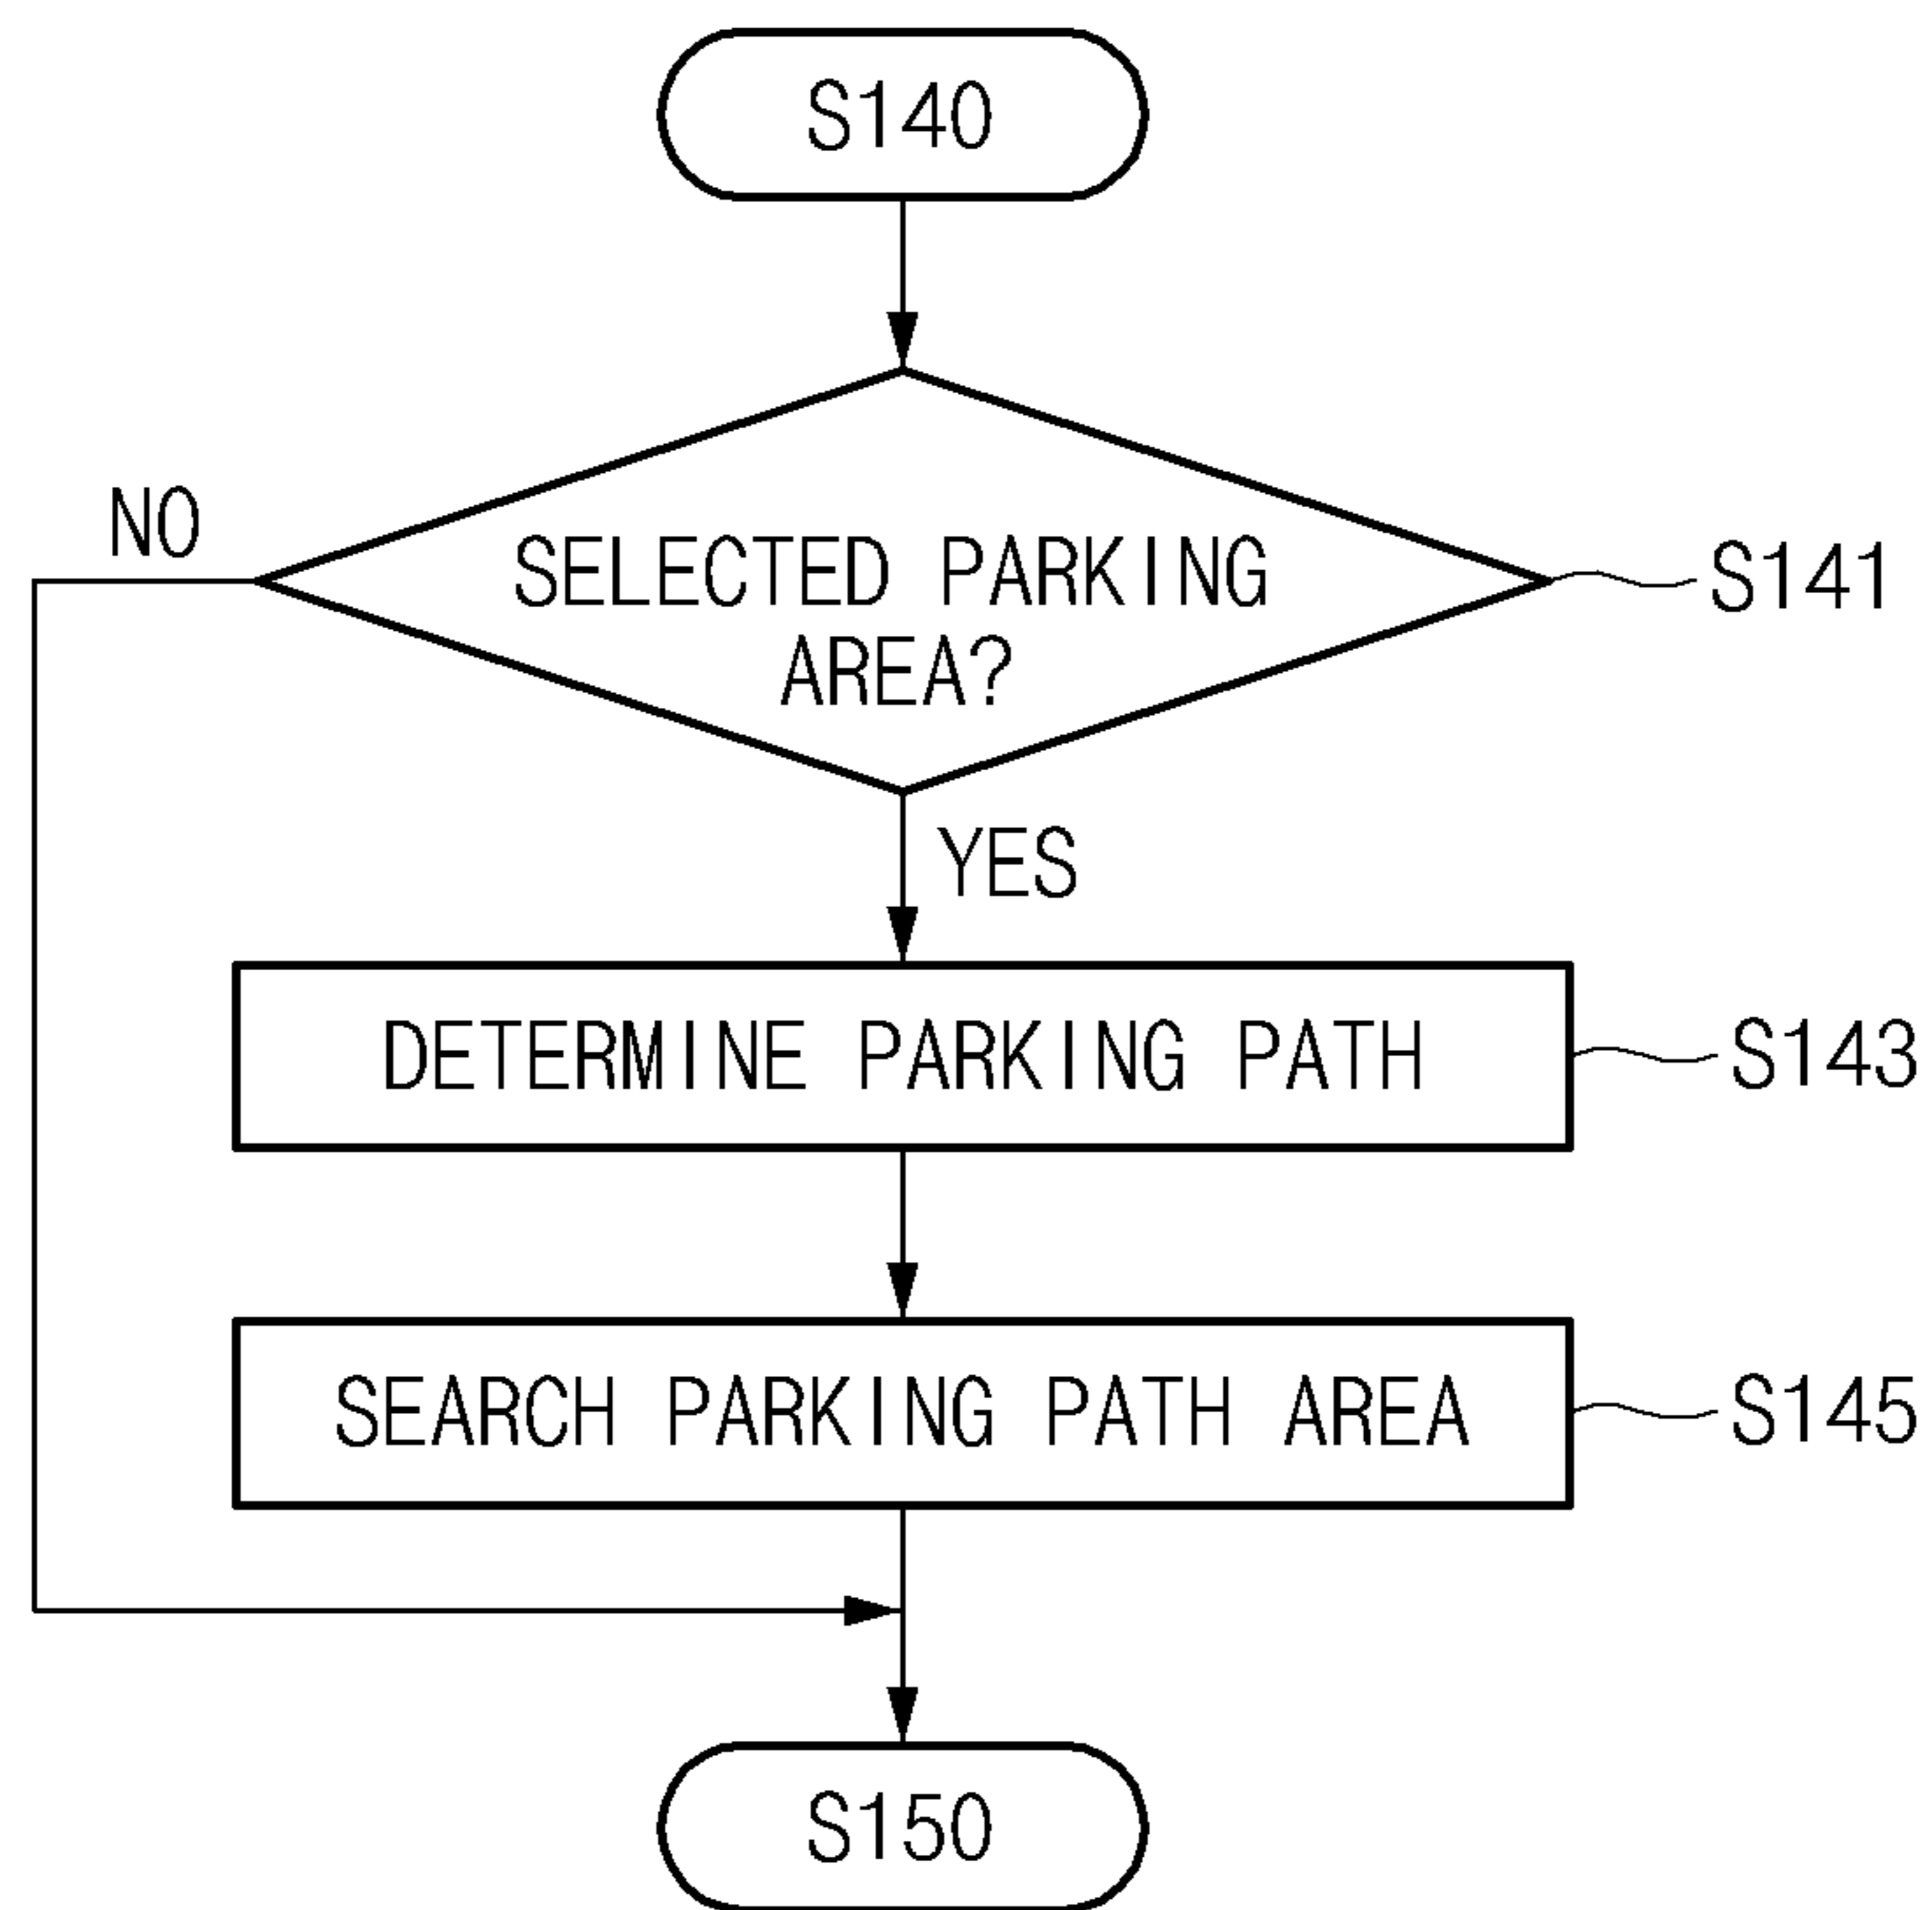 S140
NO
SELECTED PARKING
AREA?
S141
YES
DETERMINE PARKING PATH
S143
SEARCH PARKING PATH AREA
S145
S150